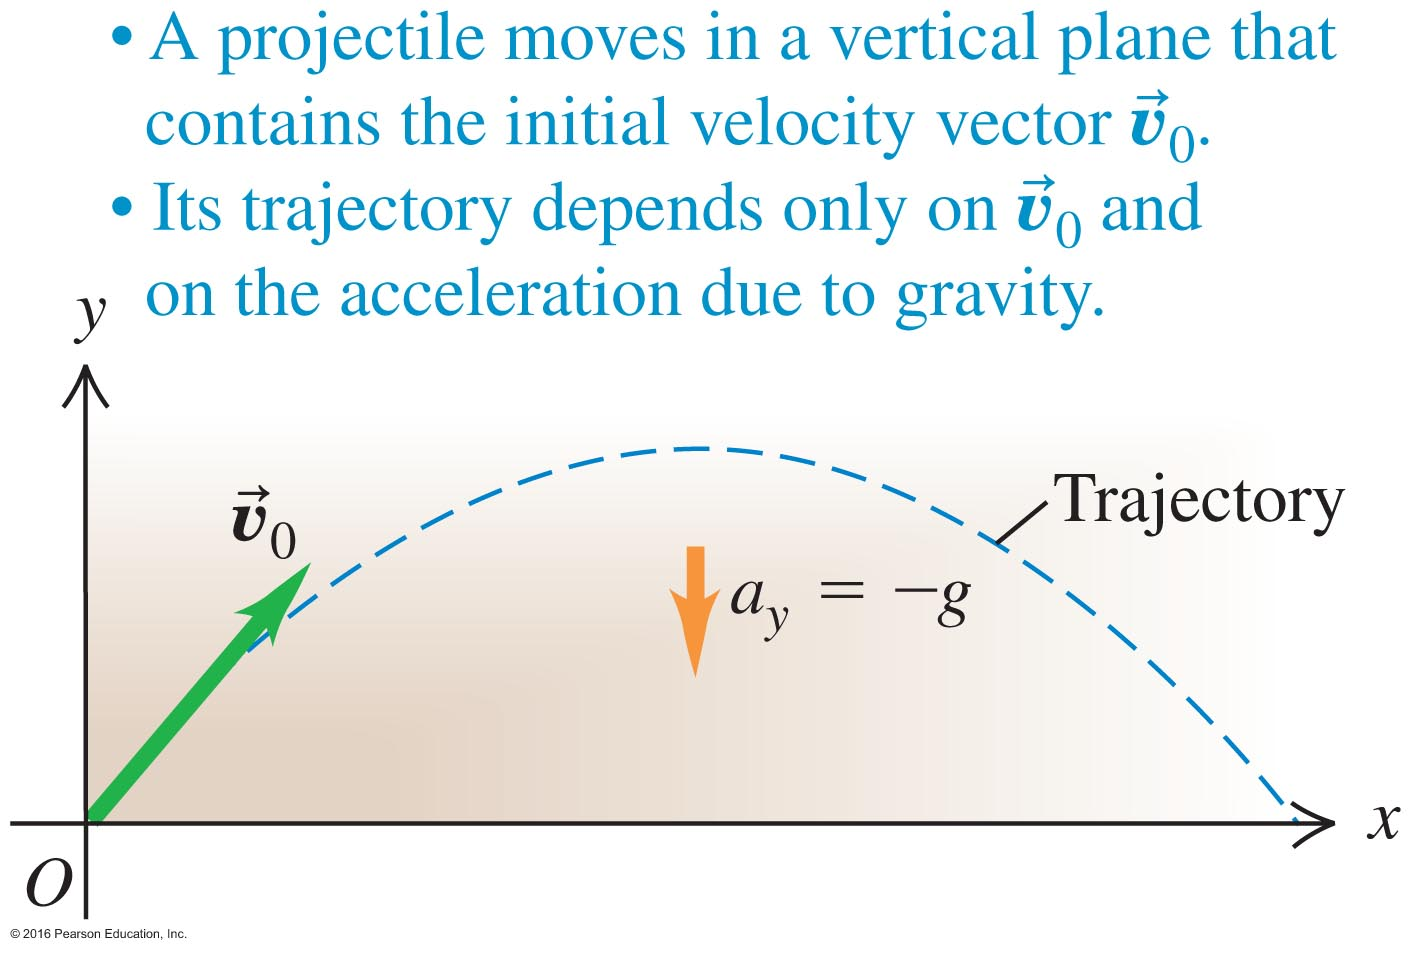 • A projectile moves in a vertical plane that
contains the initial velocity vector v⃗₀.
• Its trajectory depends only on v⃗₀ and
on the acceleration due to gravity.
y
v⃗₀
Trajectory
aᵧ = −g
x
O
© 2016 Pearson Education, Inc.